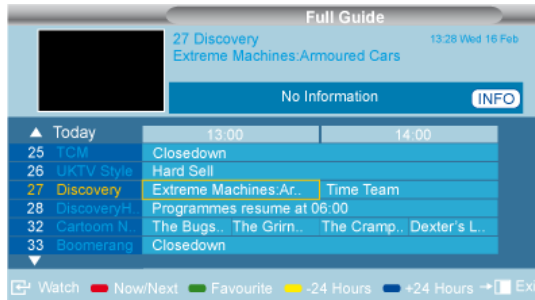 Full Guide
27 Discovery
13:28 Wed 16 Feb
Extreme Machines:Armoured Cars
No Information
INFO
▲ Today 13:00 14:00
25 TCM Closedown
26 UKTV Style Hard Sell
27 Discovery Extreme Machines:Ar.. Time Team
28 DiscoveryH.. Programmes resume at 06:00
32 Cartoom N.. The Bugs.. The Grirn.. The Cramp.. Dexter's L..
33 Boomerang Closedown
▼
Watch Now/Next Favourite -24 Hours +24 Hours Exi